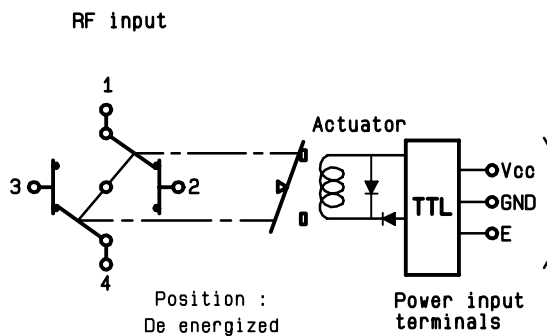 RF input
1
Actuator
3
2
TTL
Vcc
GND
E
4
Position :
De energized
Power input
terminals